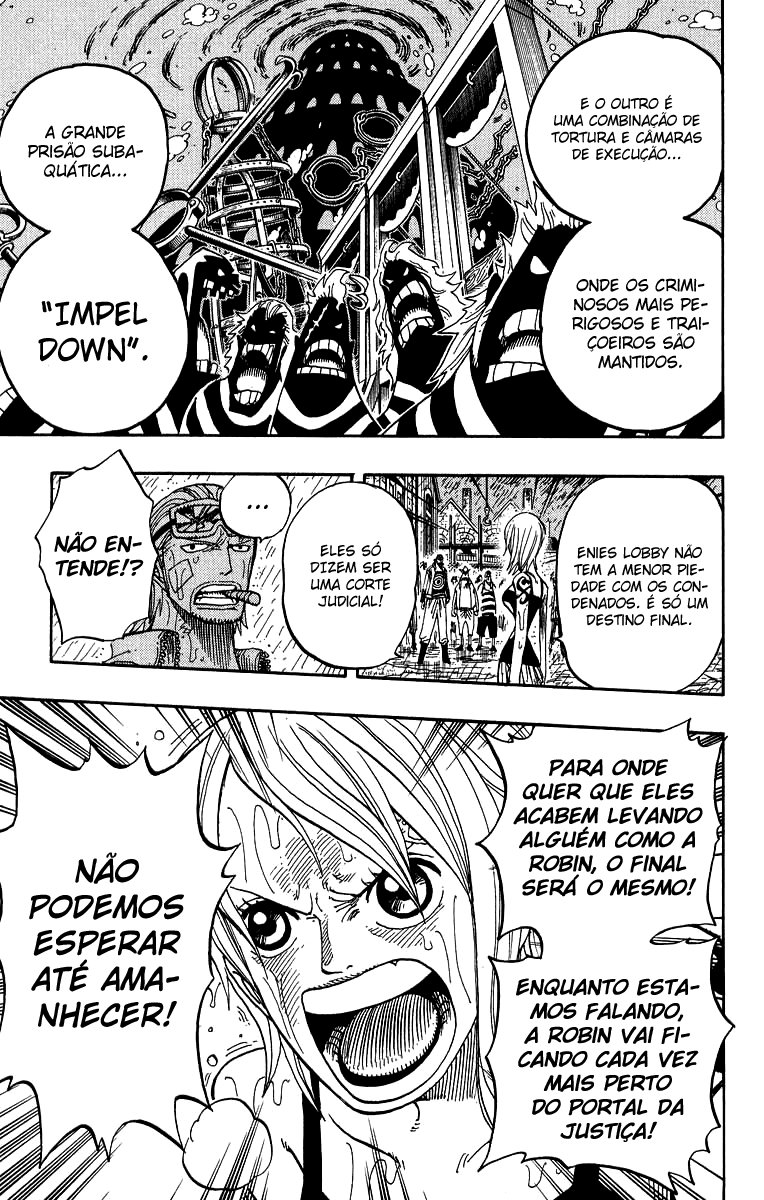 E O OUTRO É
UMA COMBINAÇÃO DE
TORTURA E CÂMARAS
DE EXECUÇÃO...
ONDE OS CRIMI-
NOSOS MAIS PE-
RIGOSOS E TRAI-
ÇOEIROS SÃO
MANTIDOS.
A GRANDE
PRISÃO SUBA-
QUÁTICA...
"IMPEL
DOWN".
ENIES LOBBY NÃO
TEM A MENOR PIE-
DADE COM OS CON-
DENADOS. É SÓ UM
DESTINO FINAL.
ELES SÓ
DIZEM SER
UMA CORTE
JUDICIAL!
...
NÃO EN-
TENDE!?
PARA ONDE
QUER QUE ELES
ACABEM LEVANDO
ALGUÉM COMO A
ROBIN, O FINAL
SERÁ O MESMO!
ENQUANTO ESTA-
MOS FALANDO,
A ROBIN VAI FI-
CANDO CADA VEZ
MAIS PERTO
DO PORTAL DA
JUSTIÇA!
NÃO
PODEMOS
ESPERAR
ATÉ AMA-
NHECER!